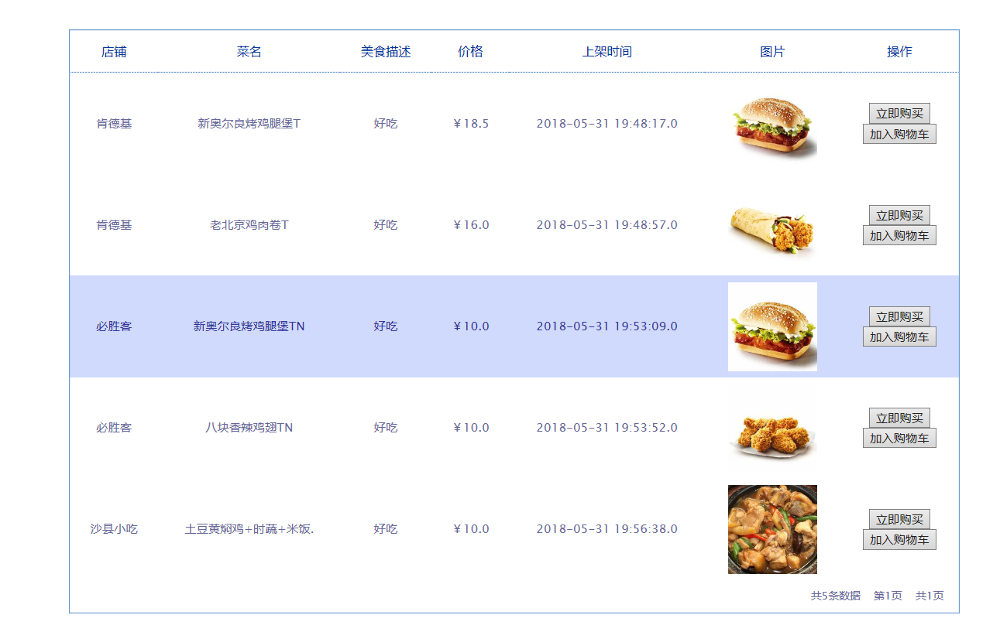 店铺 菜名 美食描述 价格 上架时间 图片 操作
肯德基 新奥尔良烤鸡腿堡T 好吃 ￥18.5 2018-05-31 19:48:17.0 立即购买
加入购物车
肯德基 老北京鸡肉卷T 好吃 ￥16.0 2018-05-31 19:48:57.0 立即购买
加入购物车
必胜客 新奥尔良烤鸡腿堡TN 好吃 ￥10.0 2018-05-31 19:53:09.0 立即购买
加入购物车
必胜客 八块香辣鸡翅TN 好吃 ￥10.0 2018-05-31 19:53:52.0 立即购买
加入购物车
沙县小吃 土豆黄焖鸡+时蔬+米饭. 好吃 ￥10.0 2018-05-31 19:56:38.0 立即购买
加入购物车
共5条数据 第1页 共1页